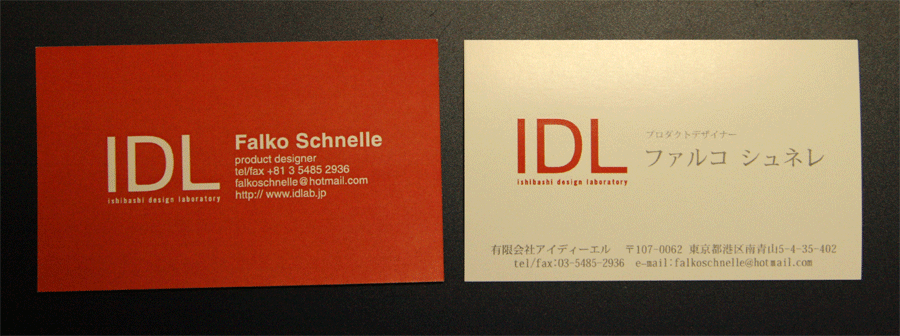 IDL
ishibashi design laboratory
Falko Schnelle
product designer
tel/fax +81 3 5485 2936
falkoschnelle@hotmail.com
http:// www.idlab.jp
IDL
ishibashi design laboratory
プロダクトデザイナー
ファルコ シュネレ
有限会社アイディーエル 〒107-0062 東京都港区南青山5-4-35-402
tel/fax:03-5485-2936 e-mail:falkoschnelle@hotmail.com